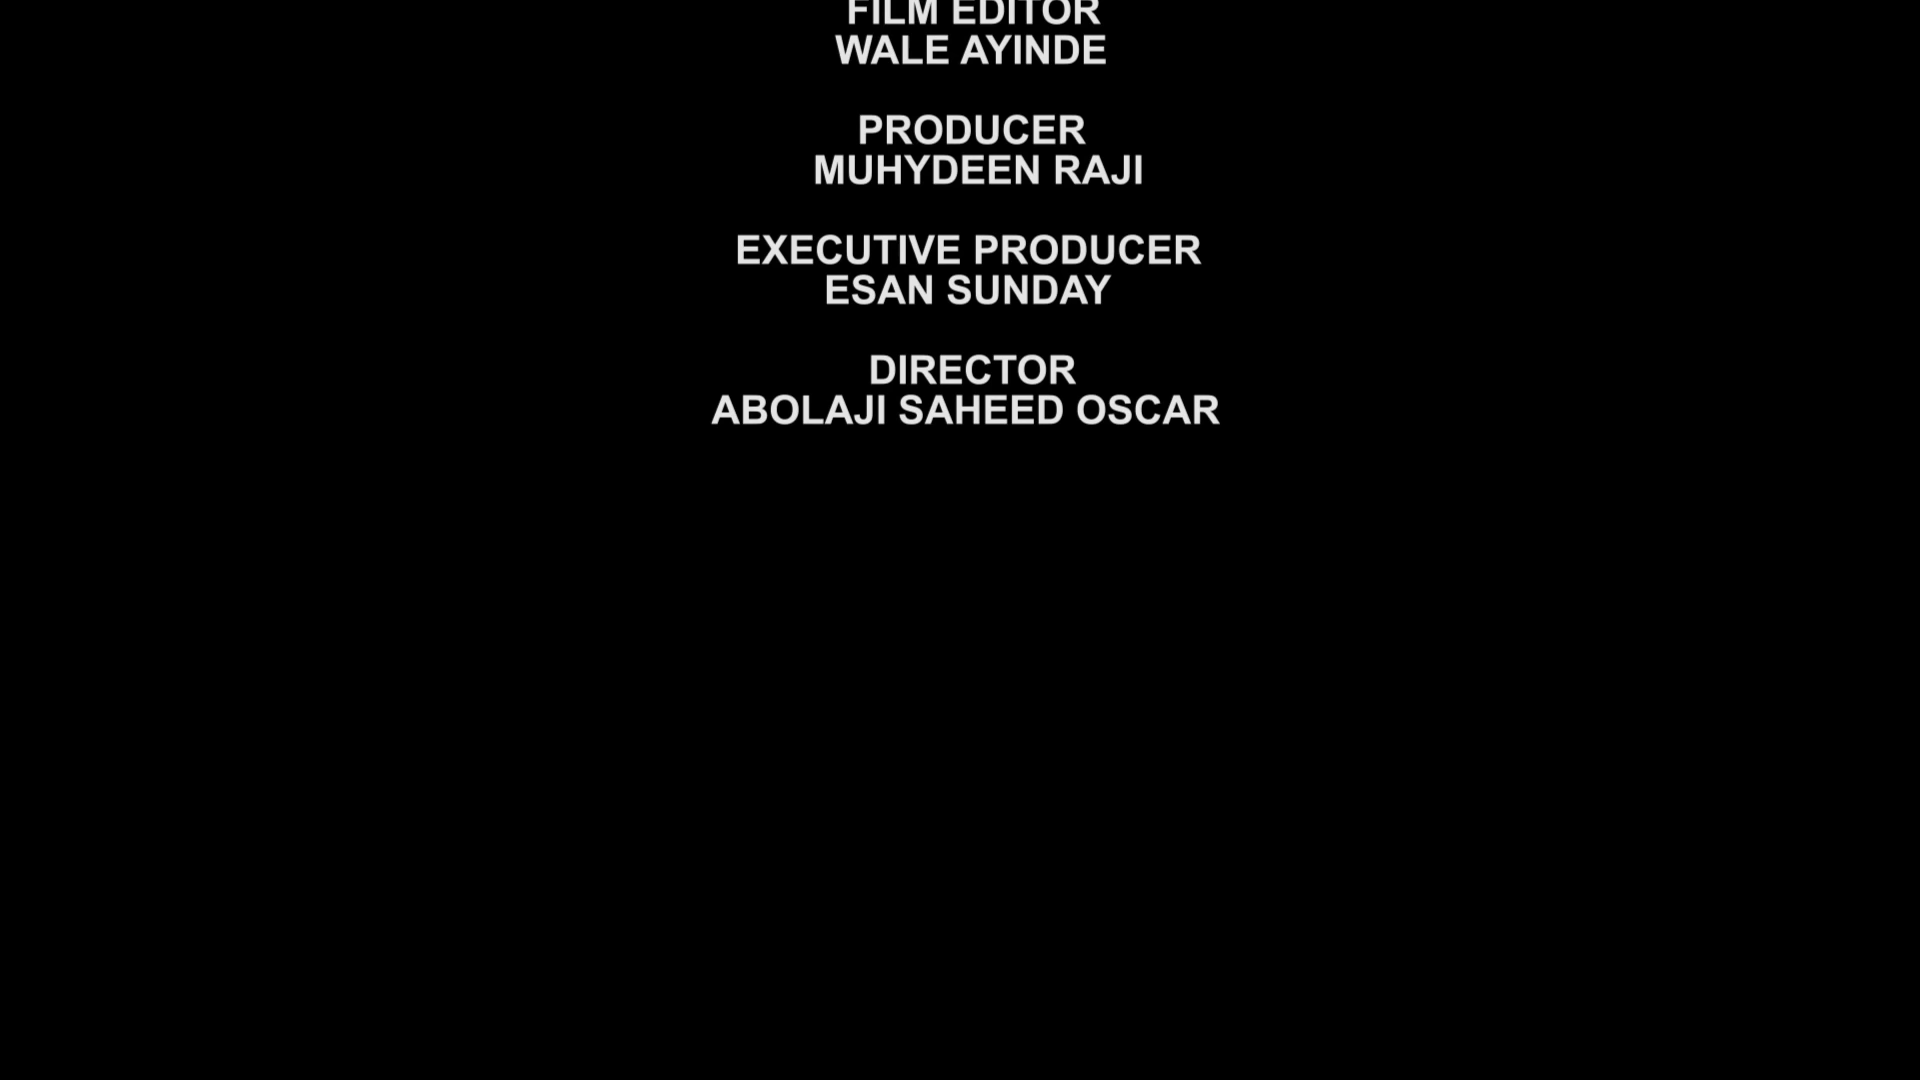 FILM EDITOR
WALE AYINDE
PRODUCER
MUHYDEEN RAJI
EXECUTIVE PRODUCER
ESAN SUNDAY
DIRECTOR
ABOLAJI SAHEED OSCAR